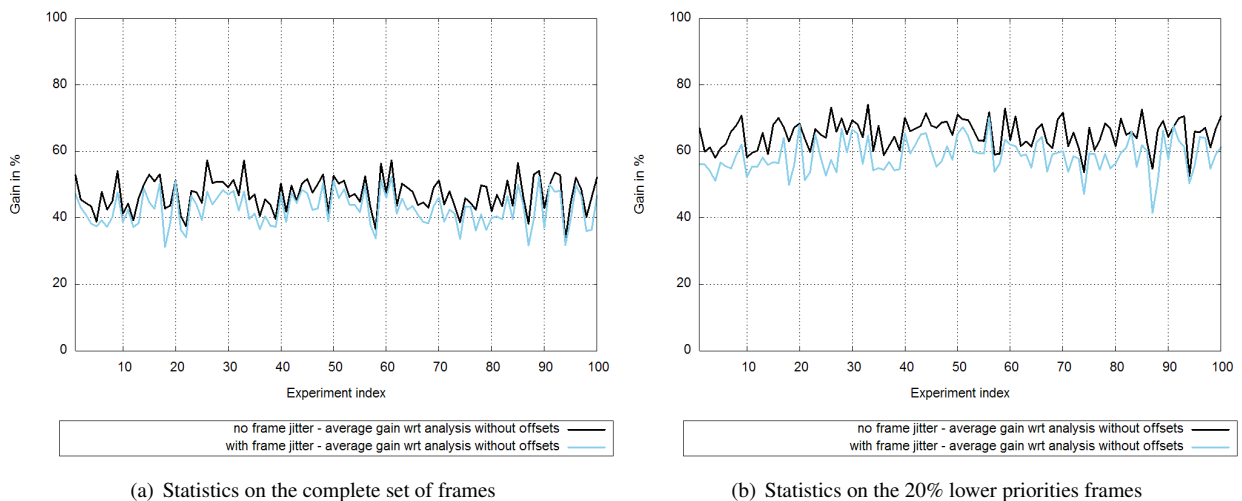 100
80
60
40
20
0
Gain in %
10 20 30 40 50 60 70 80 90 100
Experiment index
no frame jitter - average gain wrt analysis without offsets
with frame jitter - average gain wrt analysis without offsets
(a) Statistics on the complete set of frames
100
80
60
40
20
0
Gain in %
10 20 30 40 50 60 70 80 90 100
Experiment index
no frame jitter - average gain wrt analysis without offsets
with frame jitter - average gain wrt analysis without offsets
(b) Statistics on the 20% lower priorities frames